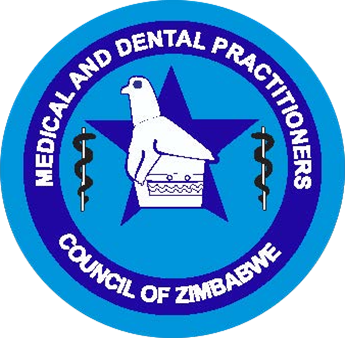 MEDICAL AND DENTAL PRACTITIONERS
COUNCIL OF ZIMBABWE